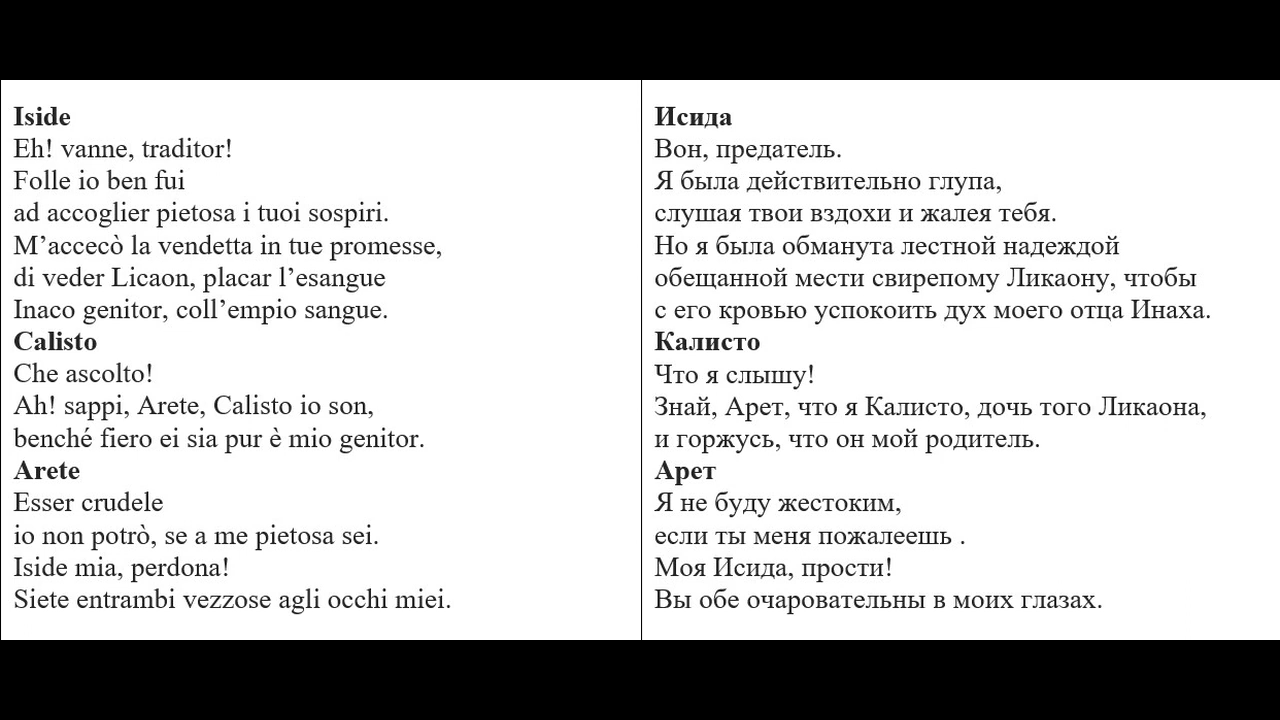 Iside
Eh! vanne, traditor!
Folle io ben fui
ad accoglier pietosa i tuoi sospiri.
M’accecò la vendetta in tue promesse,
di veder Licaon, placar l’esangue
Inaco genitor, coll’empio sangue.
Calisto
Che ascolto!
Ah! sappi, Arete, Calisto io son,
benché fiero ei sia pur è mio genitor.
Arete
Esser crudele
io non potrò, se a me pietosa sei.
Iside mia, perdona!
Siete entrambi vezzose agli occhi miei.
Исида
Вон, предатель.
Я была действительно глупа,
слушая твои вздохи и жалея тебя.
Но я была обманута лестной надеждой
обещанной мести свирепому Ликаону, чтобы
с его кровью успокоить дух моего отца Инаха.
Калисто
Что я слышу!
Знай, Арет, что я Калисто, дочь того Ликаона,
и горжусь, что он мой родитель.
Арет
Я не буду жестоким,
если ты меня пожалеешь .
Моя Исида, прости!
Вы обе очаровательны в моих глазах.